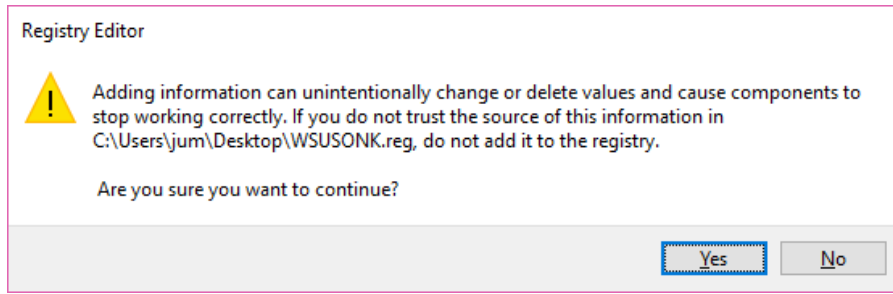 Registry Editor
Adding information can unintentionally change or delete values and cause components to
stop working correctly. If you do not trust the source of this information in
C:\Users\jum\Desktop\WSUSONK.reg, do not add it to the registry.
Are you sure you want to continue?
Yes No